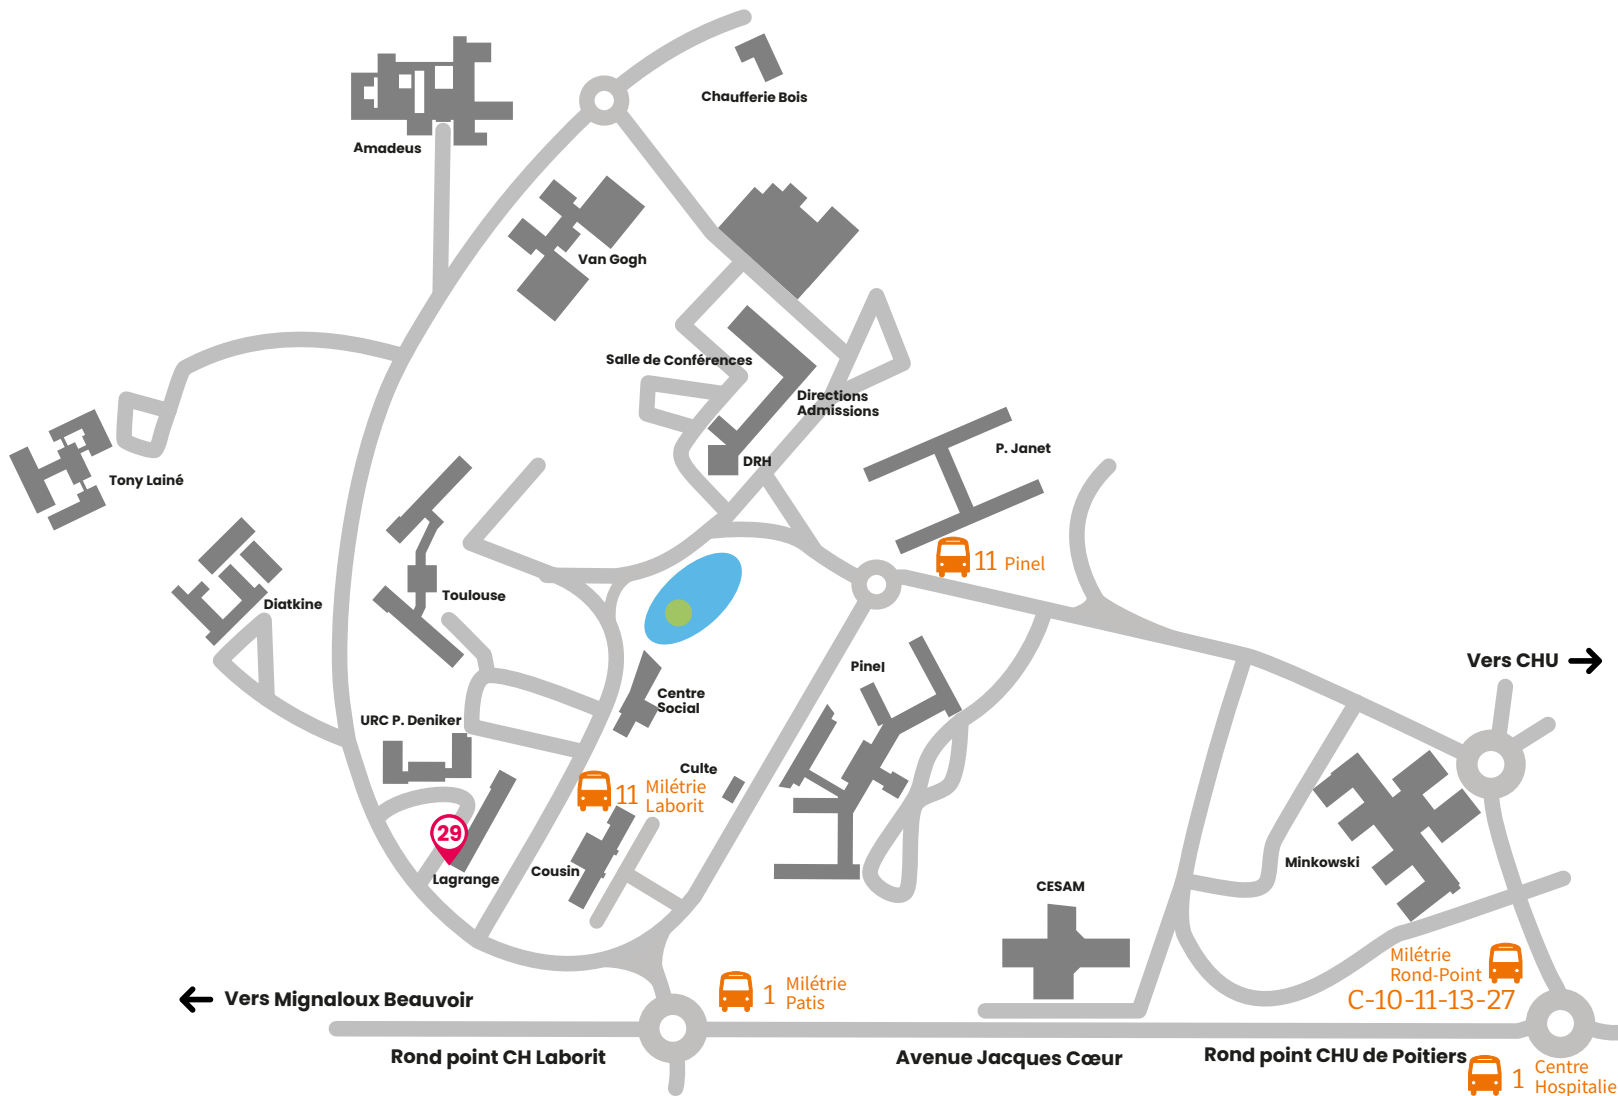 Chaufferie Bois
Amadeus
Van Gogh
Salle de Conférences
Directions
Admissions
P. Janet
DRH
Tony Lainé
11 Pinel
Toulouse
Diatkine
Vers CHU
Pinel
Centre
Social
URC P. Deniker
Culte
11 Milétrie
Laborit
29
Lagrange
Cousin
Minkowski
CESAM
Milétrie
Rond-Point
C-10-11-13-27
1 Milétrie
Patis
Vers Mignaloux Beauvoir
Rond point CH Laborit
Avenue Jacques Cœur
Rond point CHU de Poitiers
1 Centre
Hospitalie